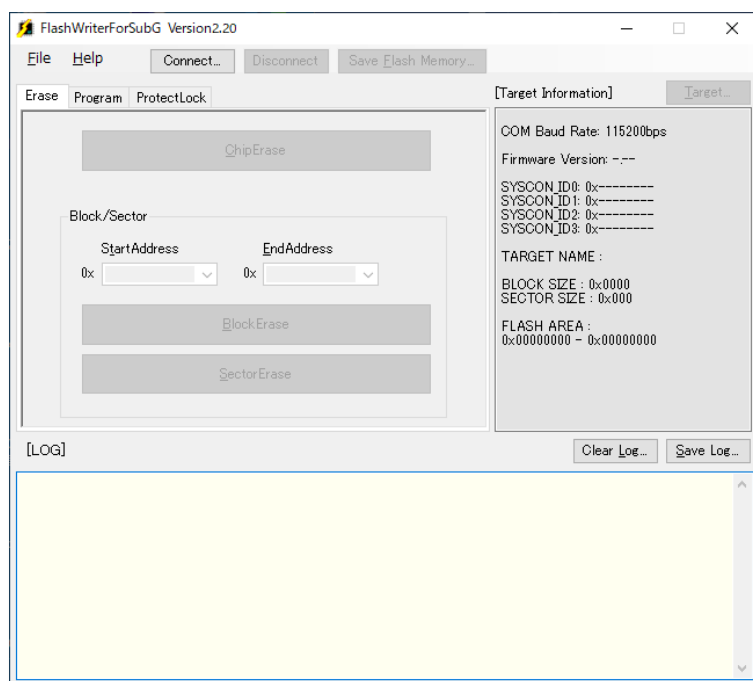 FlashWriterForSubG Version2.20
File Help Connect... Disconnect Save Flash Memory...
Erase Program ProtectLock
[Target Information] Target...
ChipErase
Block/Sector
StartAddress EndAddress
0x 0x
BlockErase
SectorErase
COM Baud Rate: 115200bps
Firmware Version: -.--
SYSCON_ID0: 0x--------
SYSCON_ID1: 0x--------
SYSCON_ID2: 0x--------
SYSCON_ID3: 0x--------
TARGET NAME :
BLOCK SIZE : 0x0000
SECTOR SIZE : 0x000
FLASH AREA :
0x00000000 - 0x00000000
[LOG] Clear Log... Save Log...